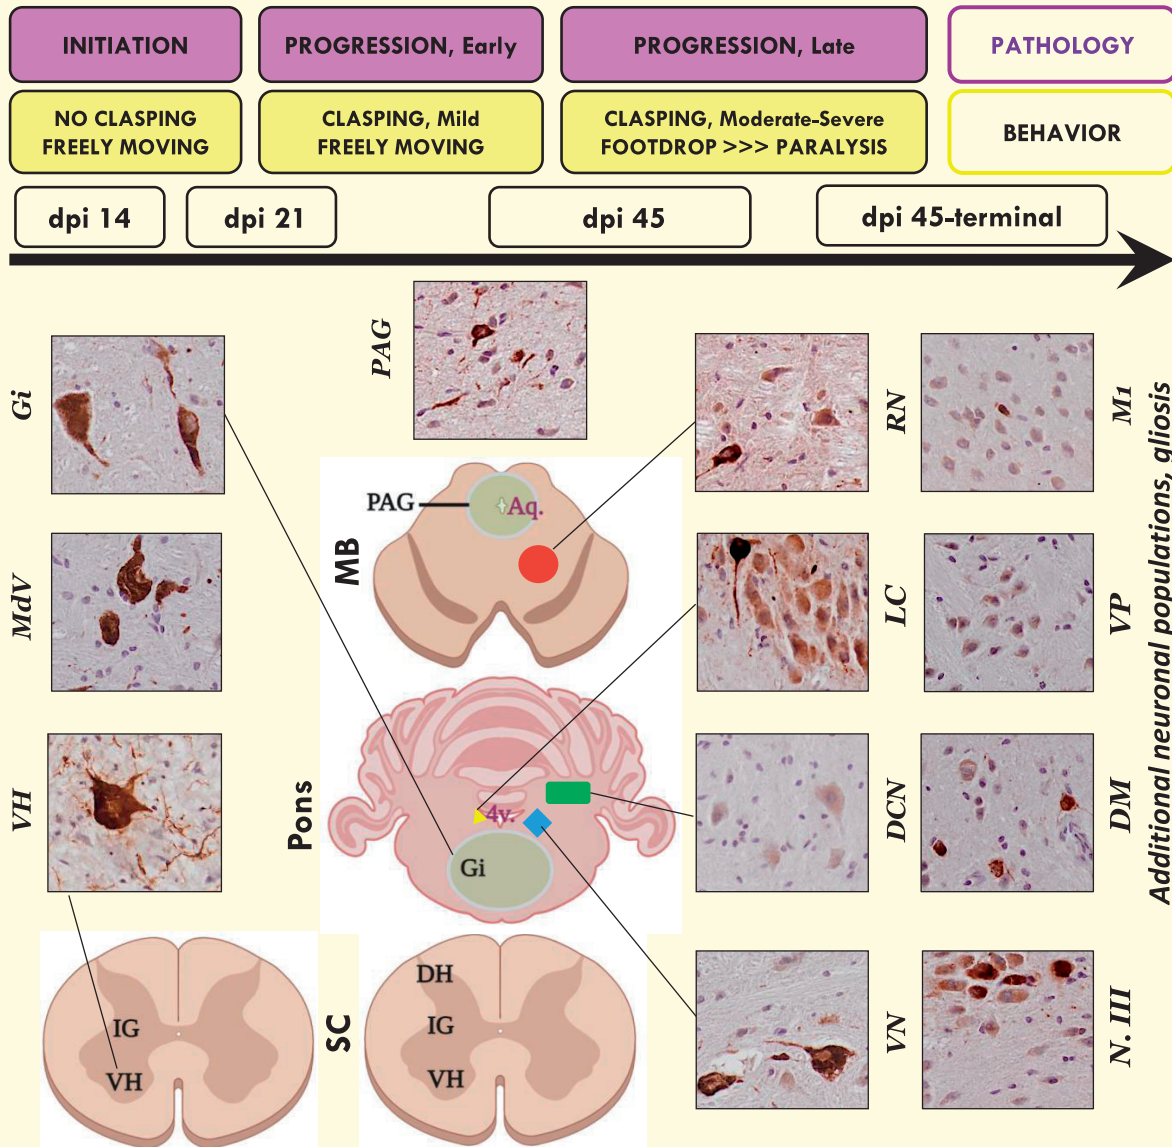 INITIATION
PROGRESSION, Early
PROGRESSION, Late
PATHOLOGY
NO CLASPING
FREELY MOVING
CLASPING, Mild
FREELY MOVING
CLASPING, Moderate-Severe
FOOTDROP >>> PARALYSIS
BEHAVIOR
dpi 14
dpi 21
dpi 45
dpi 45-terminal
Gi
MdV
VH
PAG
PAG
Aq.
MB
Pons
4v.
Gi
SC
IG
VH
DH
IG
VH
RN
LC
DCN
VN
M1
VP
DM
N. III
Additional neuronal populations, gliosis